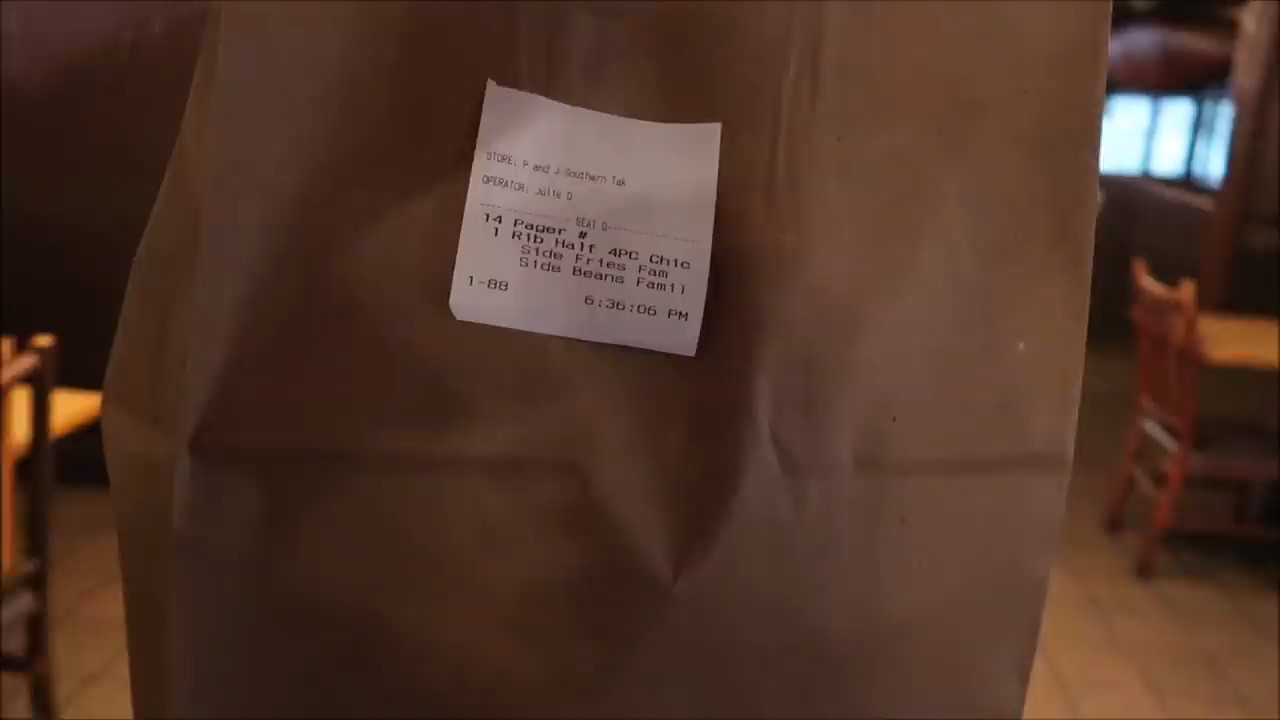 STORE: P and J Southern Tak
OPERATOR: Julie D
SEAT 0
14 Pager #
1 Rib Half 4PC Chic
Side Fries Fam
Side Beans Famil
1-88 6:36:06 PM